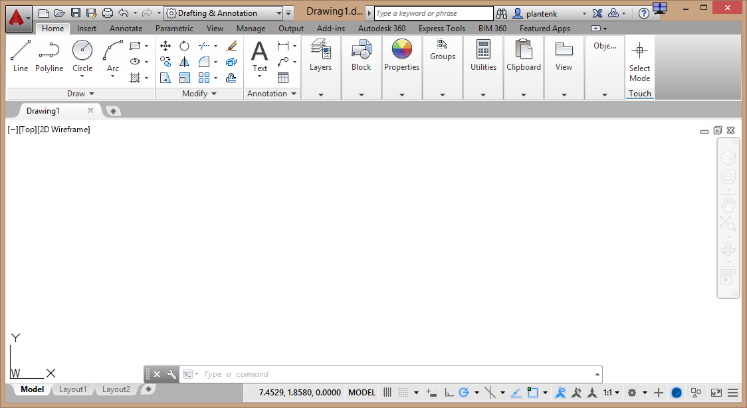 Drafting & Annotation Drawing1.d... Type a keyword or phrase plantenk
Home Insert Annotate Parametric View Manage Output Add-ins Autodesk 360 Express Tools BIM 360 Featured Apps
Line Polyline Circle Arc Text Layers Block Properties Groups Utilities Clipboard View Obje... Select Mode
Draw Modify Annotation Touch
Drawing1
[−][Top][2D Wireframe]
Y
W X
Type a command
Model Layout1 Layout2 7.4529, 1.8580, 0.0000 MODEL 1:1